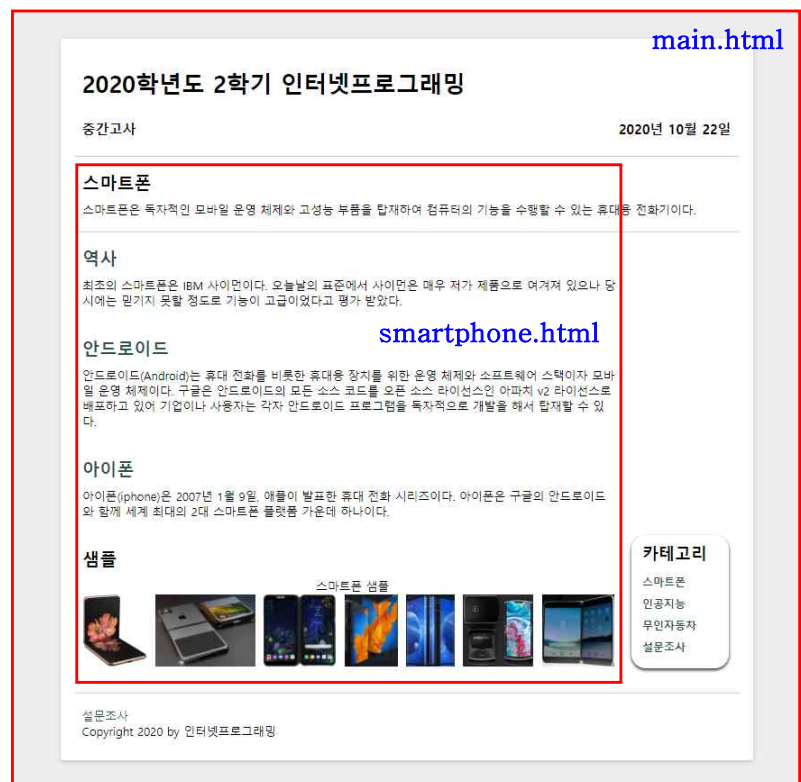 main.html
2020학년도 2학기 인터넷프로그래밍
중간고사
2020년 10월 22일
스마트폰
스마트폰은 독자적인 모바일 운영 체제와 고성능 부품을 탑재하여 컴퓨터의 기능을 수행할 수 있는 휴대용 전화기이다.
역사
최초의 스마트폰은 IBM 사이먼이다. 오늘날의 표준에서 사이먼은 매우 저가 제품으로 여겨져 있으나 당
시에는 믿기지 못할 정도로 기능이 고급이었다고 평가 받았다.
smartphone.html
안드로이드
안드로이드(Android)는 휴대 전화를 비롯한 휴대용 장치를 위한 운영 체제와 소프트웨어 스택이자 모바
일 운영 체제이다. 구글은 안드로이드의 모든 소스 코드를 오픈 소스 라이선스인 아파치 v2 라이선스로
배포하고 있어 기업이나 사용자는 각자 안드로이드 프로그램을 독자적으로 개발을 해서 탑재할 수 있
다.
아이폰
아이폰(iphone)은 2007년 1월 9일, 애플이 발표한 휴대 전화 시리즈이다. 아이폰은 구글의 안드로이드
와 함께 세계 최대의 2대 스마트폰 플랫폼 가운데 하나이다.
샘플
스마트폰 샘플
카테고리
스마트폰
인공지능
무인자동차
설문조사
설문조사
Copyright 2020 by 인터넷프로그래밍